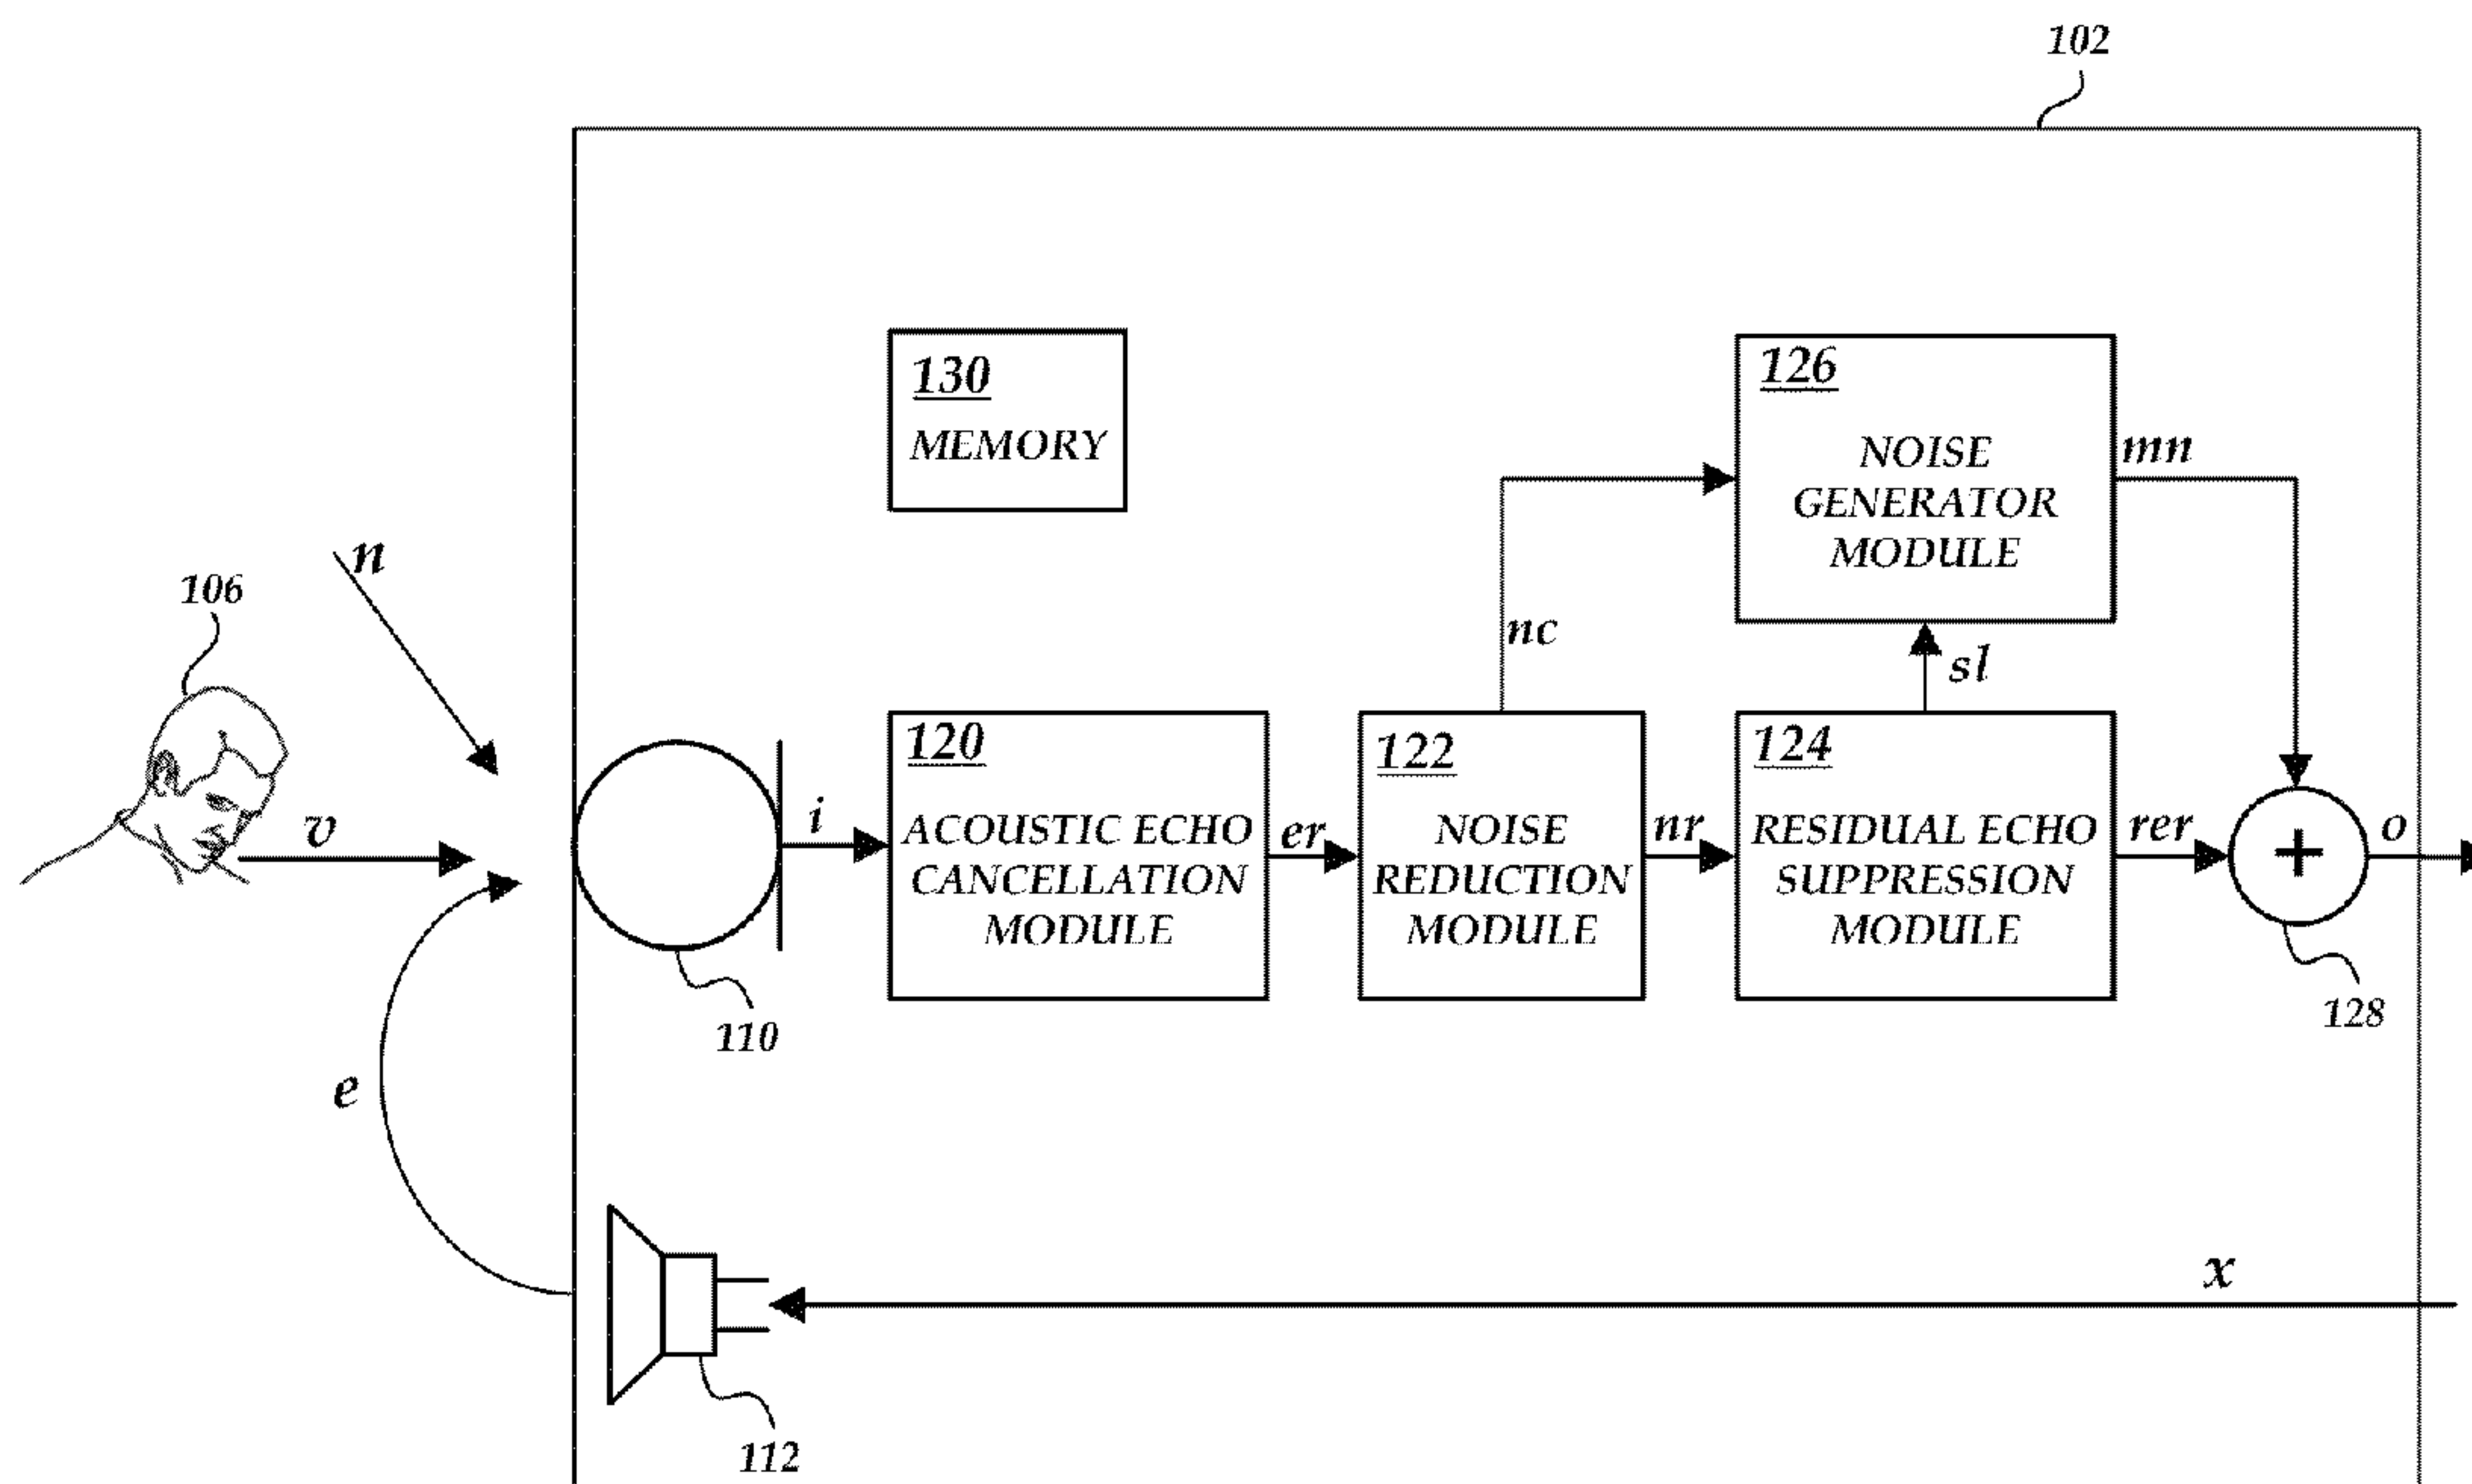 102
130
MEMORY
126
NOISE
GENERATOR
MODULE
mn
n
106
nc
sl
v
i
120
ACOUSTIC ECHO
CANCELLATION
MODULE
er
122
NOISE
REDUCTION
MODULE
nr
124
RESIDUAL ECHO
SUPPRESSION
MODULE
rer
+
o
110
128
e
x
112